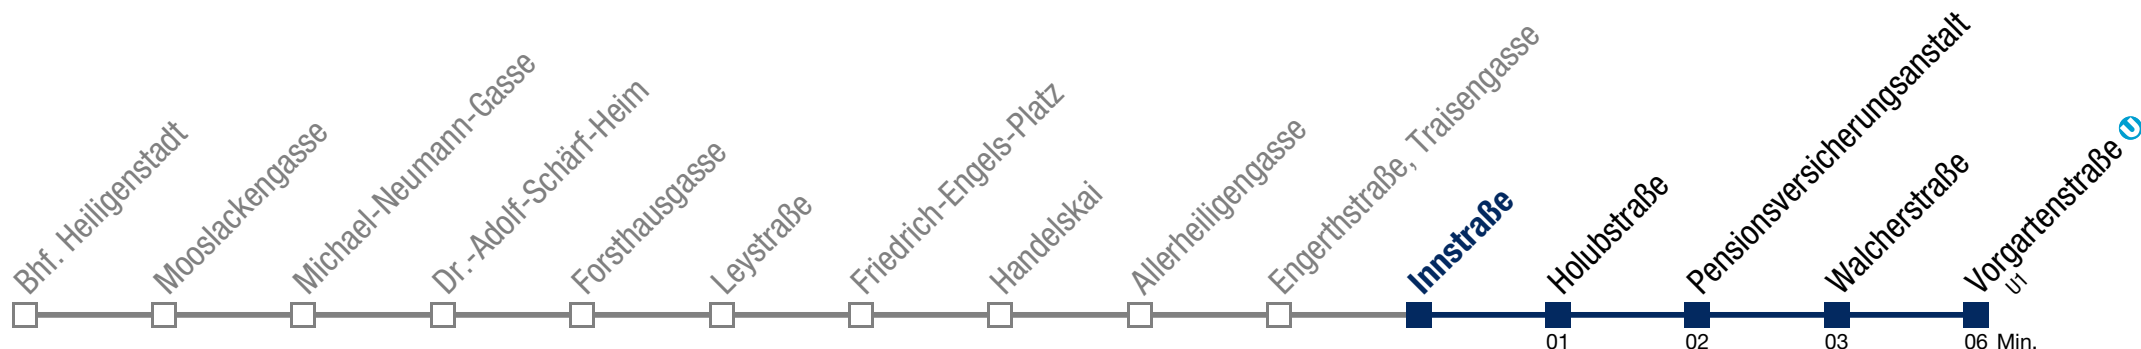 Bhf. Heiligenstadt
Mooslackengasse
Michael-Neumann-Gasse
Dr.-Adolf-Schärf-Heim
Forsthausgasse
Leystraße
Friedrich-Engels-Platz
Handelskai
Allerheiligengasse
Engerthstraße, Traisengasse
Innstraße
Holubstraße
Pensionsversicherungsanstalt
Walcherstraße
Vorgartenstraße U
U1
01 02 03 06 Min.